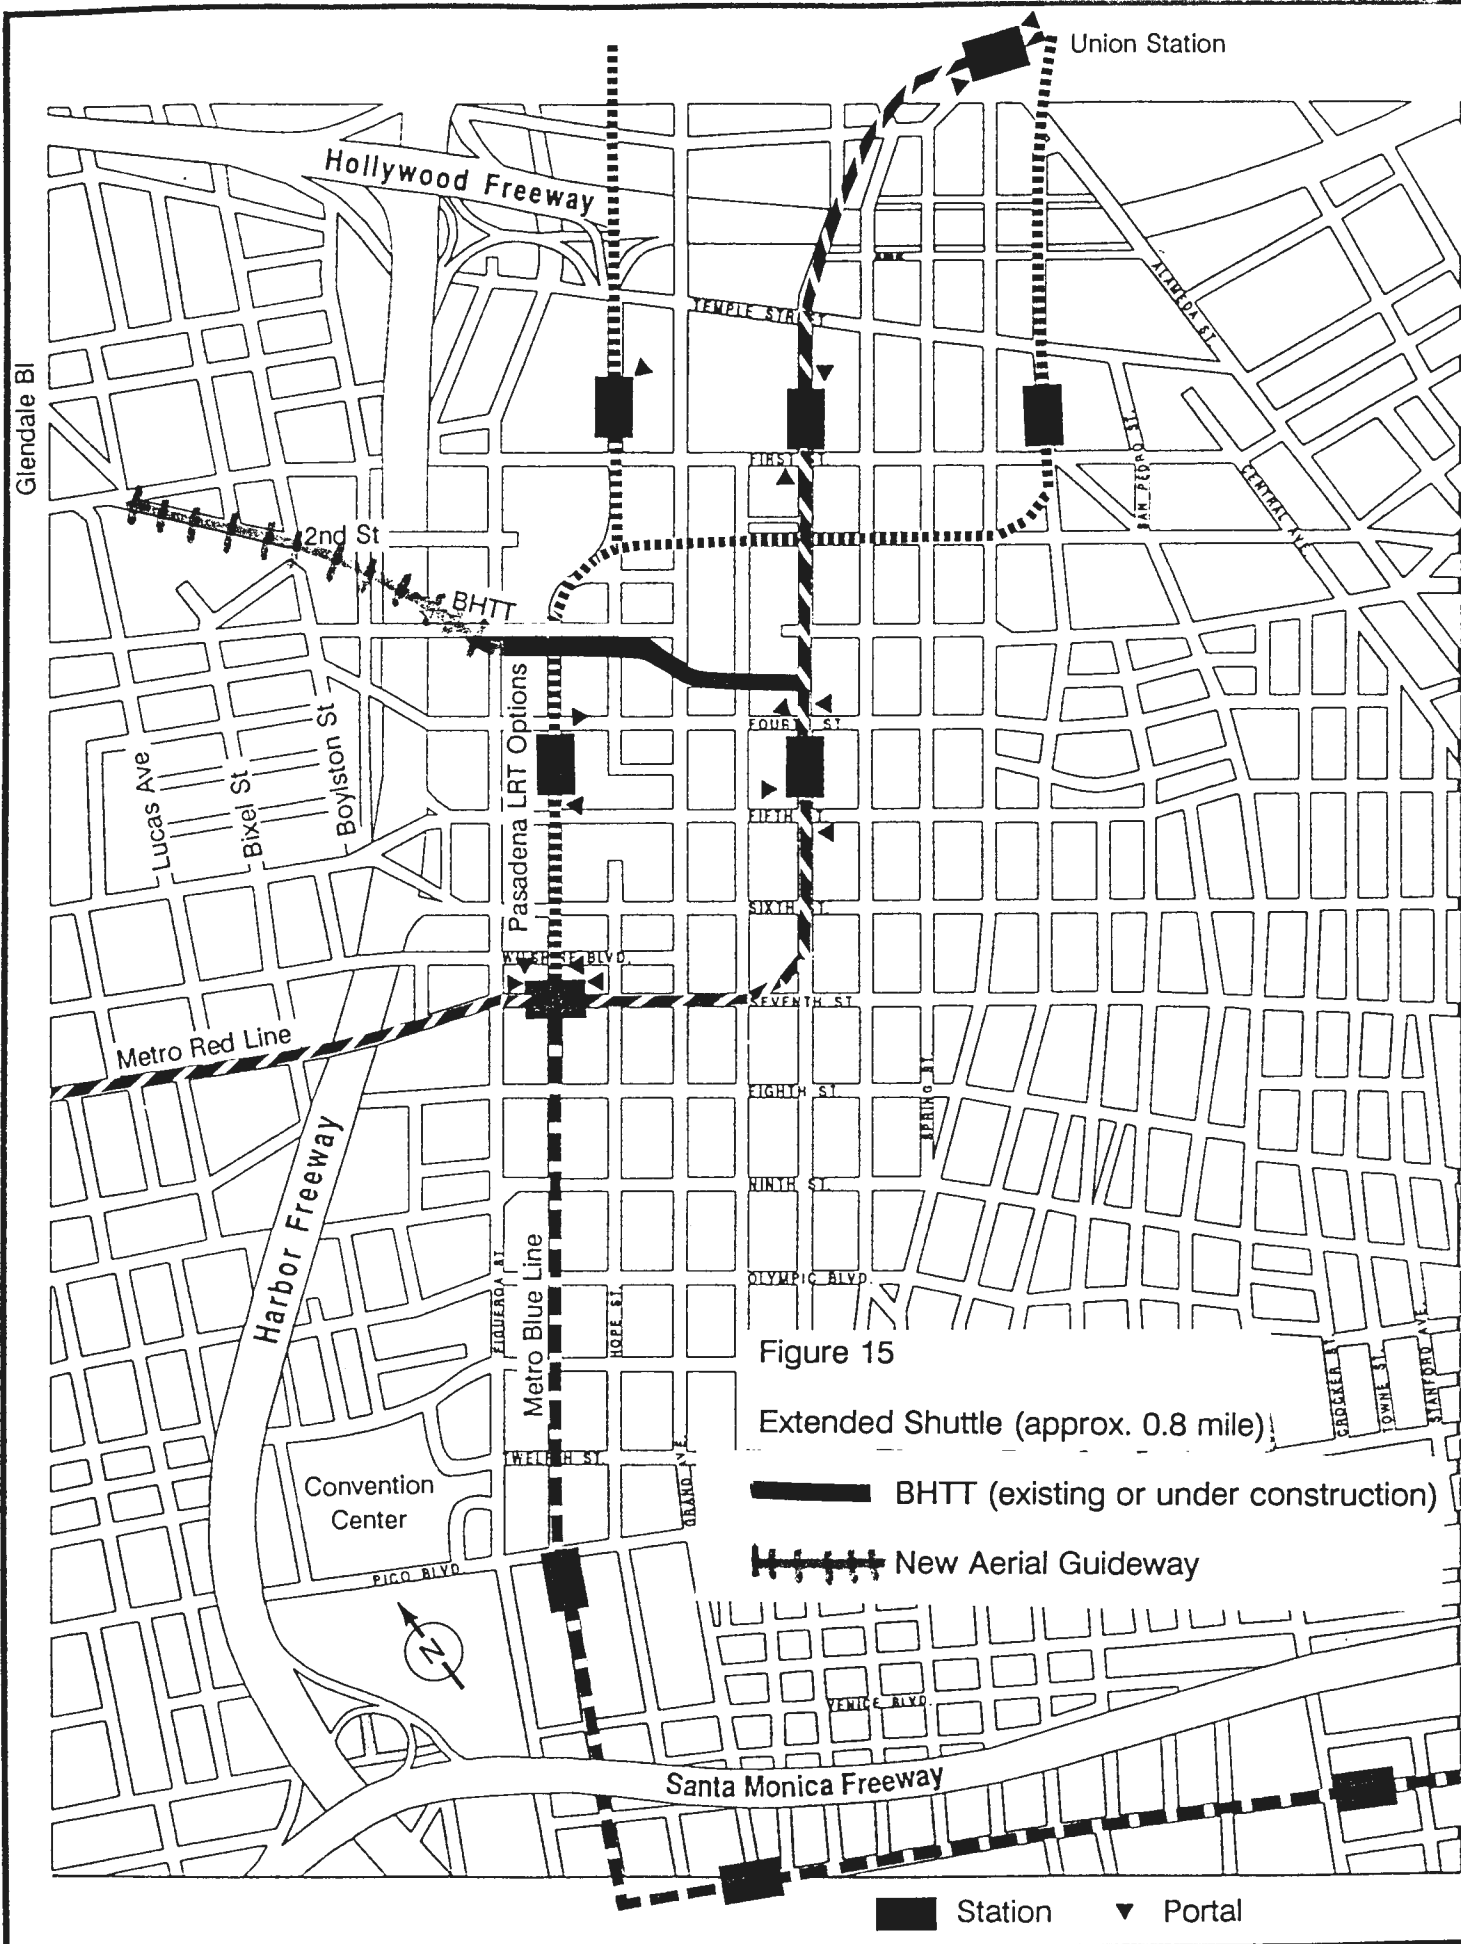 Union Station
Hollywood Freeway
ALAMEDA ST.
TEMPLE STREET
Glendale Bl
SAN PEDRO ST.
FIRST ST.
CENTRAL AVE.
2nd St
BHTT
Pasadena LRT Options
FOURTH ST.
Lucas Ave
Bixel St
Boylston St
FIFTH ST.
SIXTH ST.
WILSHIRE BLVD.
SEVENTH ST.
Metro Red Line
EIGHTH ST.
SPRING ST.
Harbor Freeway
NINTH ST.
FIGUEROA ST.
Metro Blue Line
HOPE ST.
OLYMPIC BLVD.
Figure 15
CROCKER ST.
TOWNE ST.
STANFORD AVE.
Extended Shuttle (approx. 0.8 mile)
TWELFTH ST.
GRAND AVE.
Convention
Center
BHTT (existing or under construction)
New Aerial Guideway
PICO BLVD.
N
VENICE BLVD.
Santa Monica Freeway
Station
Portal